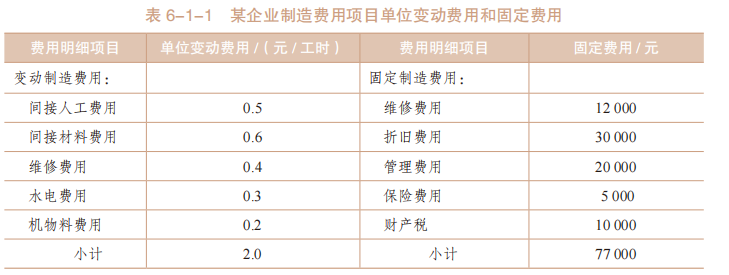 表 6-1-1 某企业制造费用项目单位变动费用和固定费用
费用明细项目 单位变动费用 /（元 / 工时） 费用明细项目 固定费用 / 元
变动制造费用： 固定制造费用：
间接人工费用 0.5 维修费用 12 000
间接材料费用 0.6 折旧费用 30 000
维修费用 0.4 管理费用 20 000
水电费用 0.3 保险费用 5 000
机物料费用 0.2 财产税 10 000
小计 2.0 小计 77 000